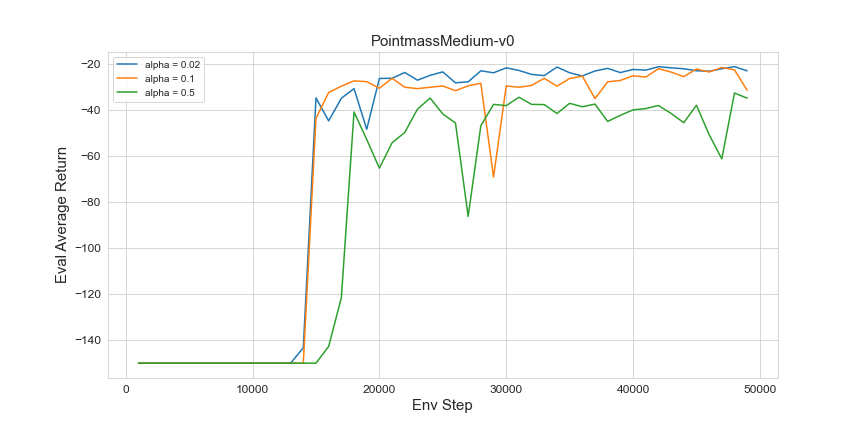 PointmassMedium-v0
alpha = 0.02
alpha = 0.1
alpha = 0.5
Eval Average Return
−20
−40
−60
−80
−100
−120
−140
0 10000 20000 30000 40000 50000
Env Step